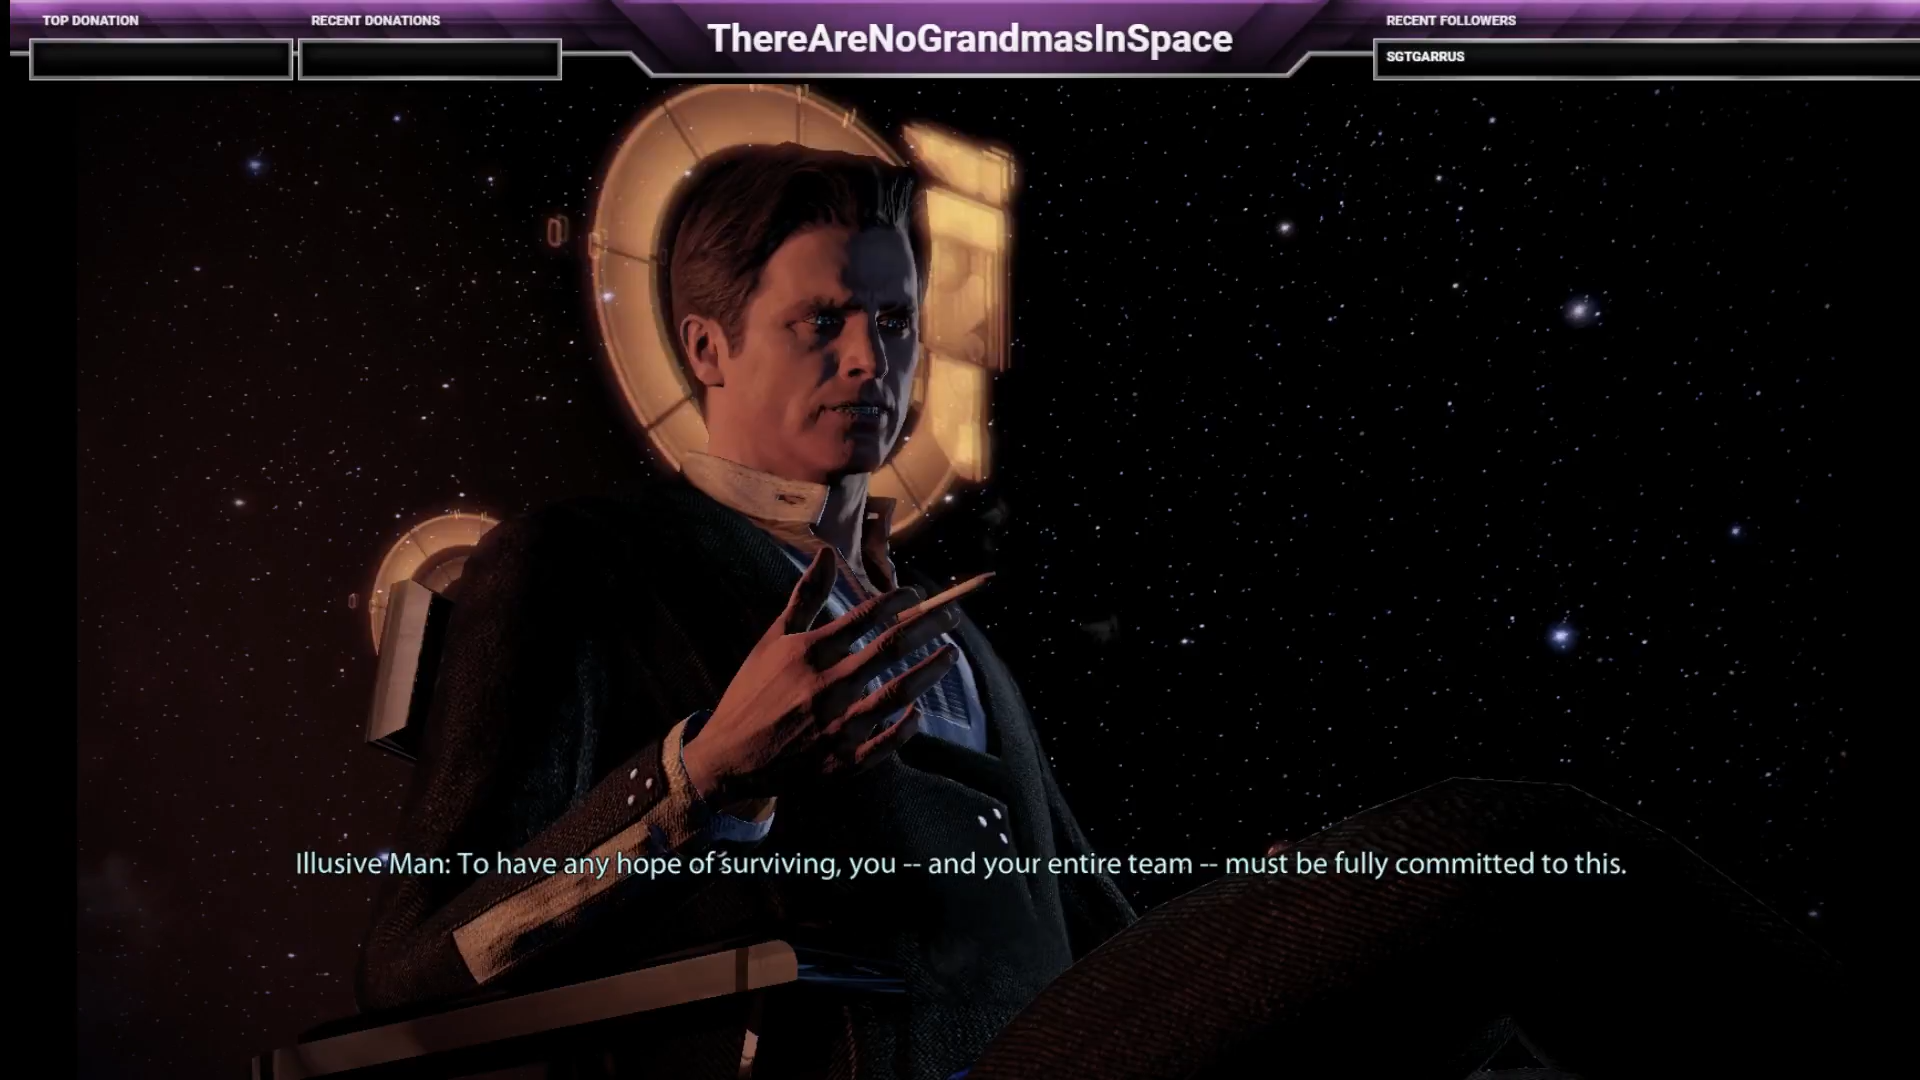 TOP DONATION
RECENT DONATIONS
ThereAreNoGrandmasInSpace
RECENT FOLLOWERS
SGTGARRUS
Illusive Man: To have any hope of surviving, you -- and your entire team -- must be fully committed to this.